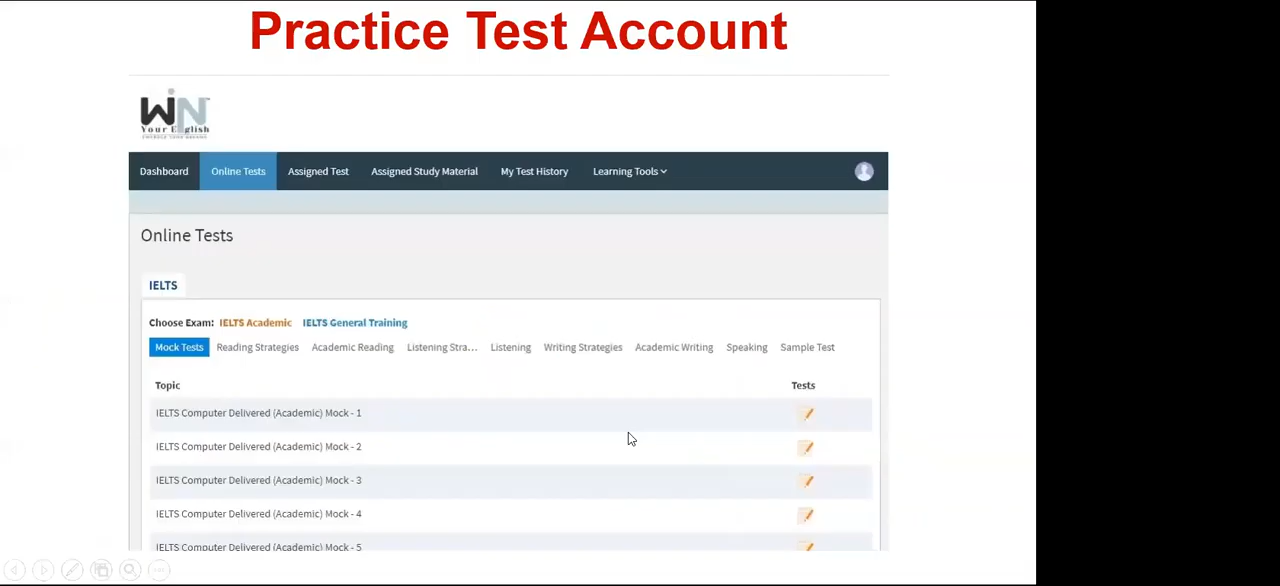 Practice Test Account
WiN
Your English
Dashboard Online Tests Assigned Test Assigned Study Material My Test History Learning Tools
Online Tests
IELTS
Choose Exam: IELTS Academic IELTS General Training
Mock Tests Reading Strategies Academic Reading Listening Stra... Listening Writing Strategies Academic Writing Speaking Sample Test
Topic Tests
IELTS Computer Delivered (Academic) Mock - 1
IELTS Computer Delivered (Academic) Mock - 2
IELTS Computer Delivered (Academic) Mock - 3
IELTS Computer Delivered (Academic) Mock - 4
IELTS Computer Delivered (Academic) Mock - 5